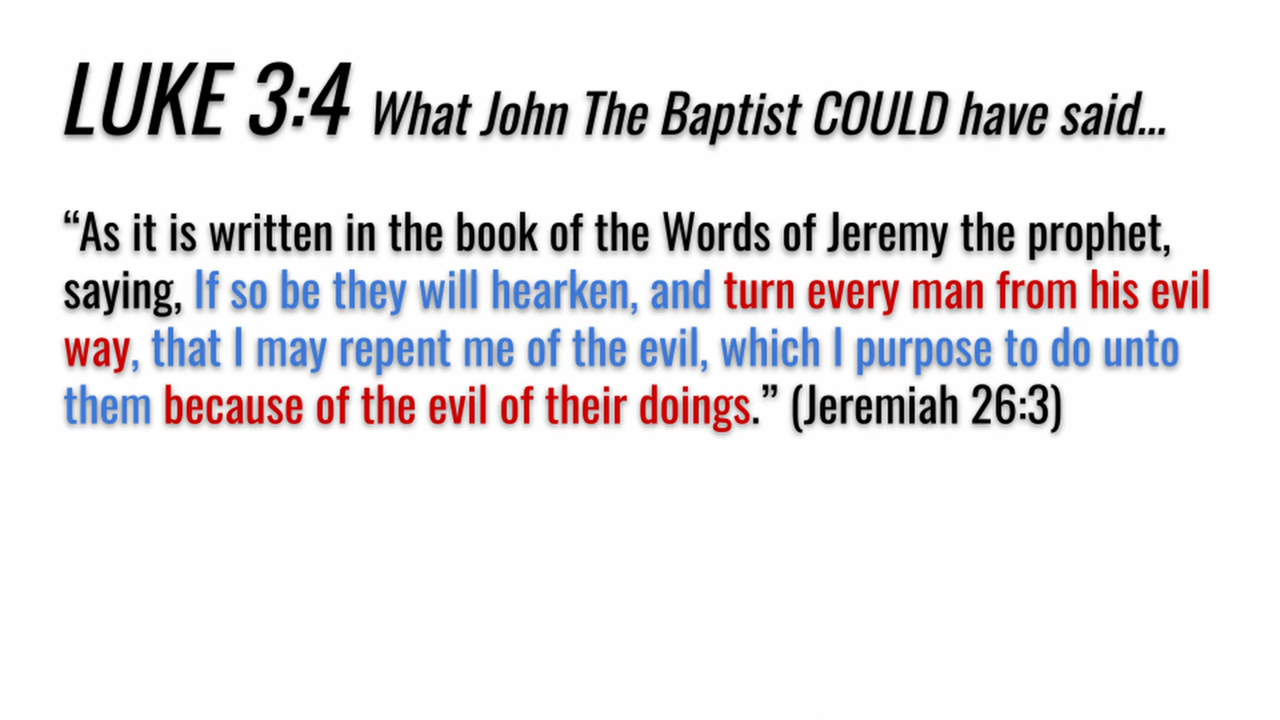 LUKE 3:4 What John The Baptist COULD have said...
“As it is written in the book of the Words of Jeremy the prophet,
saying, If so be they will hearken, and turn every man from his evil
way, that I may repent me of the evil, which I purpose to do unto
them because of the evil of their doings.” (Jeremiah 26:3)